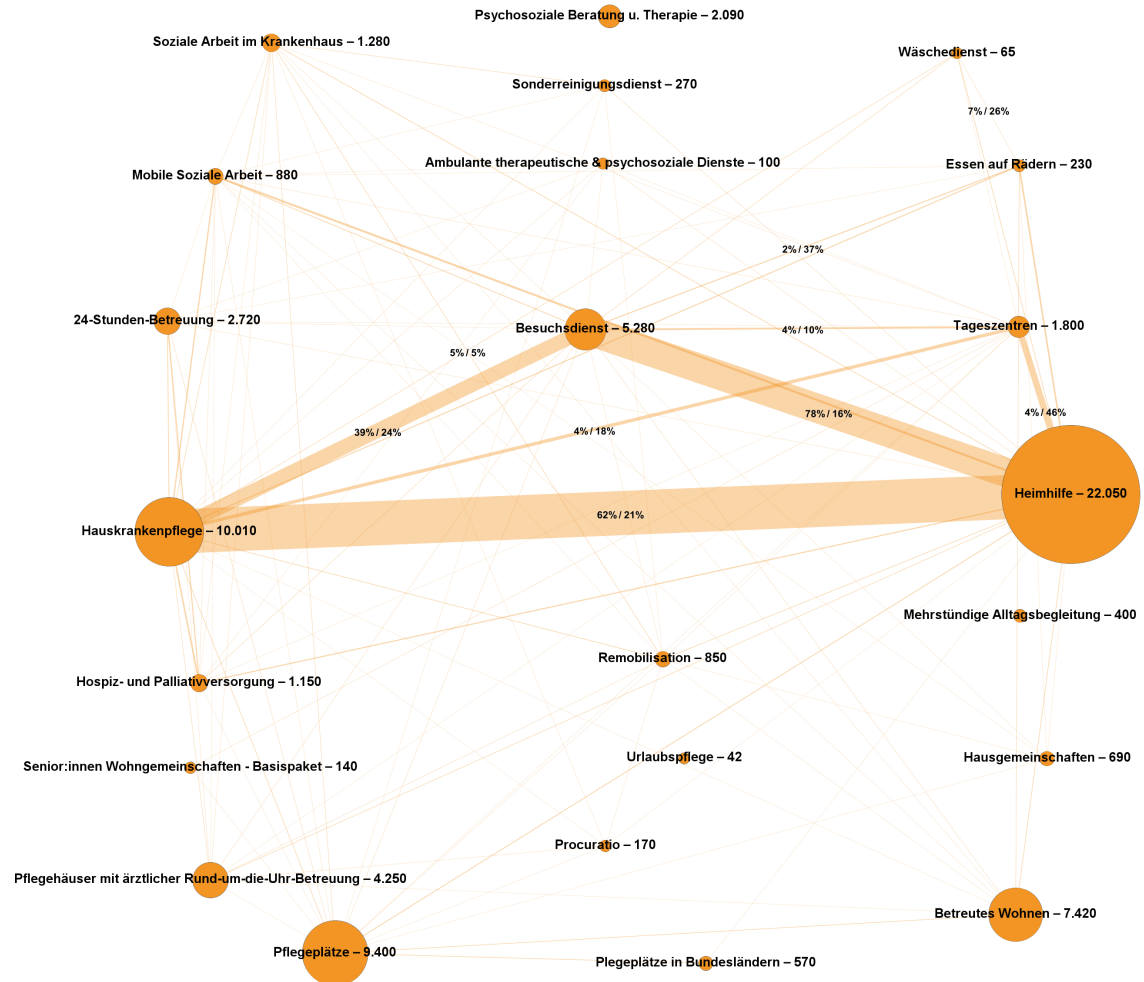 Psychosoziale Beratung u. Therapie – 2.090
Soziale Arbeit im Krankenhaus – 1.280
Wäschedienst – 65
Sonderreinigungsdienst – 270
7% / 26%
Ambulante therapeutische & psychosoziale Dienste – 100
Essen auf Rädern – 230
Mobile Soziale Arbeit – 880
2% / 37%
24-Stunden-Betreuung – 2.720
Besuchsdienst – 5.280
4% / 10%
Tageszentren – 1.800
5% / 5%
78% / 16%
4% / 46%
39% / 24%
4% / 18%
Heimhilfe – 22.050
62% / 21%
Hauskrankenpflege – 10.010
Mehrstündige Alltagsbegleitung – 400
Remobilisation – 850
Hospiz- und Palliativversorgung – 1.150
Urlaubspflege – 42
Hausgemeinschaften – 690
Senior:innen Wohngemeinschaften - Basispaket – 140
Procuratio – 170
Pflegehäuser mit ärztlicher Rund-um-die-Uhr-Betreuung – 4.250
Betreutes Wohnen – 7.420
Pflegeplätze – 9.400
Plegeplätze in Bundesländern – 570